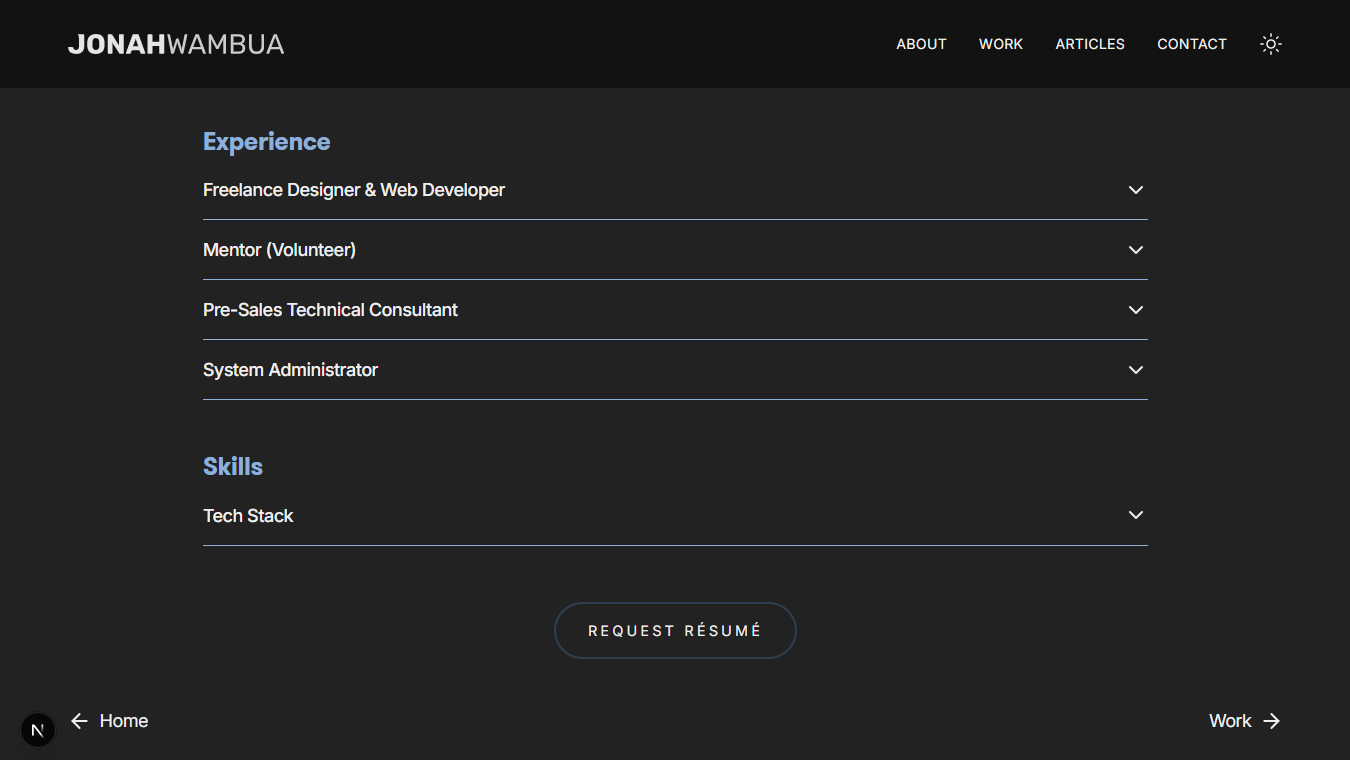 JONAHWAMBUA
ABOUT WORK ARTICLES CONTACT
Experience
Freelance Designer & Web Developer
Mentor (Volunteer)
Pre-Sales Technical Consultant
System Administrator
Skills
Tech Stack
REQUEST RÉSUMÉ
N
Home
Work